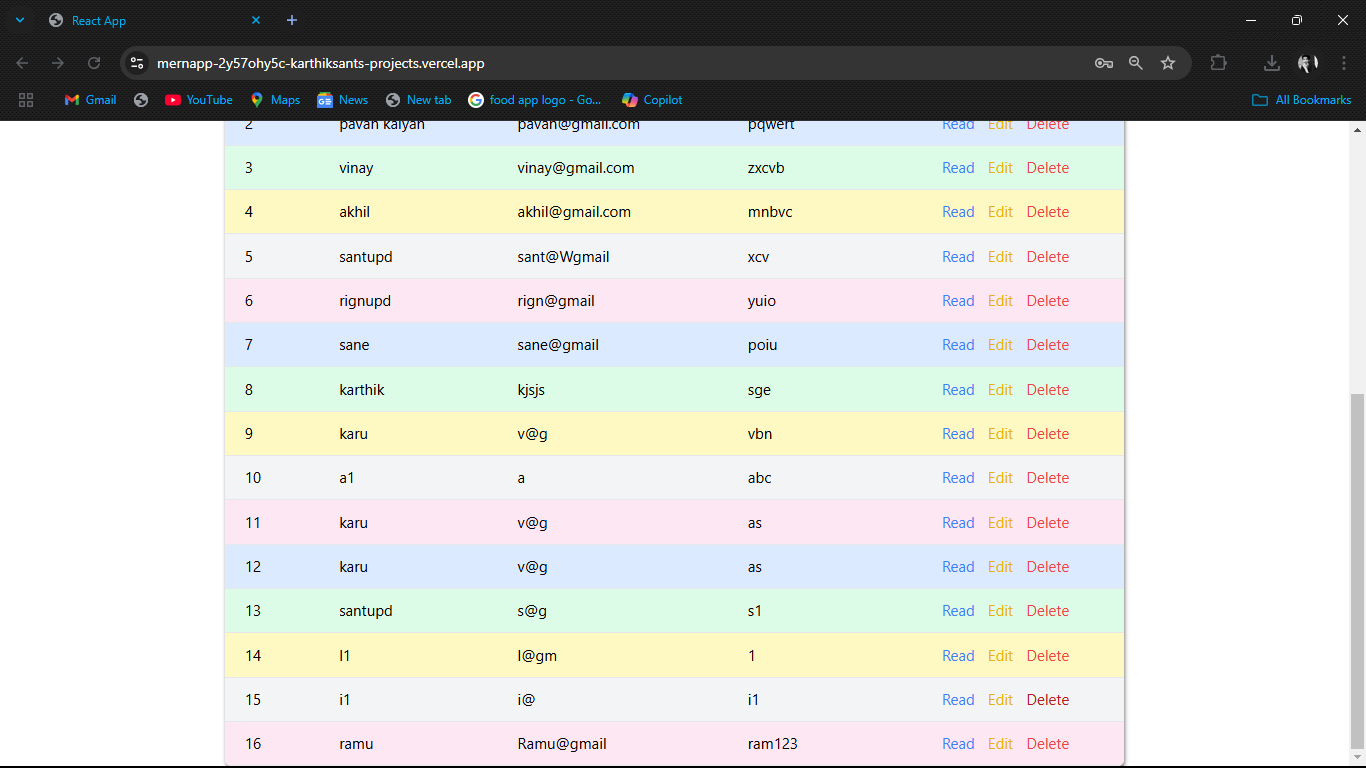 React App
mernapp-2y57ohy5c-karthiksants-projects.vercel.app
Gmail YouTube Maps News New tab food app logo - Go... Copilot All Bookmarks
2 pavan kalyan pavan@gmail.com pqwert Read Edit Delete
3 vinay vinay@gmail.com zxcvb Read Edit Delete
4 akhil akhil@gmail.com mnbvc Read Edit Delete
5 santupd sant@Wgmail xcv Read Edit Delete
6 rignupd rign@gmail yuio Read Edit Delete
7 sane sane@gmail poiu Read Edit Delete
8 karthik kjsjs sge Read Edit Delete
9 karu v@g vbn Read Edit Delete
10 a1 a abc Read Edit Delete
11 karu v@g as Read Edit Delete
12 karu v@g as Read Edit Delete
13 santupd s@g s1 Read Edit Delete
14 l1 l@gm 1 Read Edit Delete
15 i1 i@ i1 Read Edit Delete
16 ramu Ramu@gmail ram123 Read Edit Delete